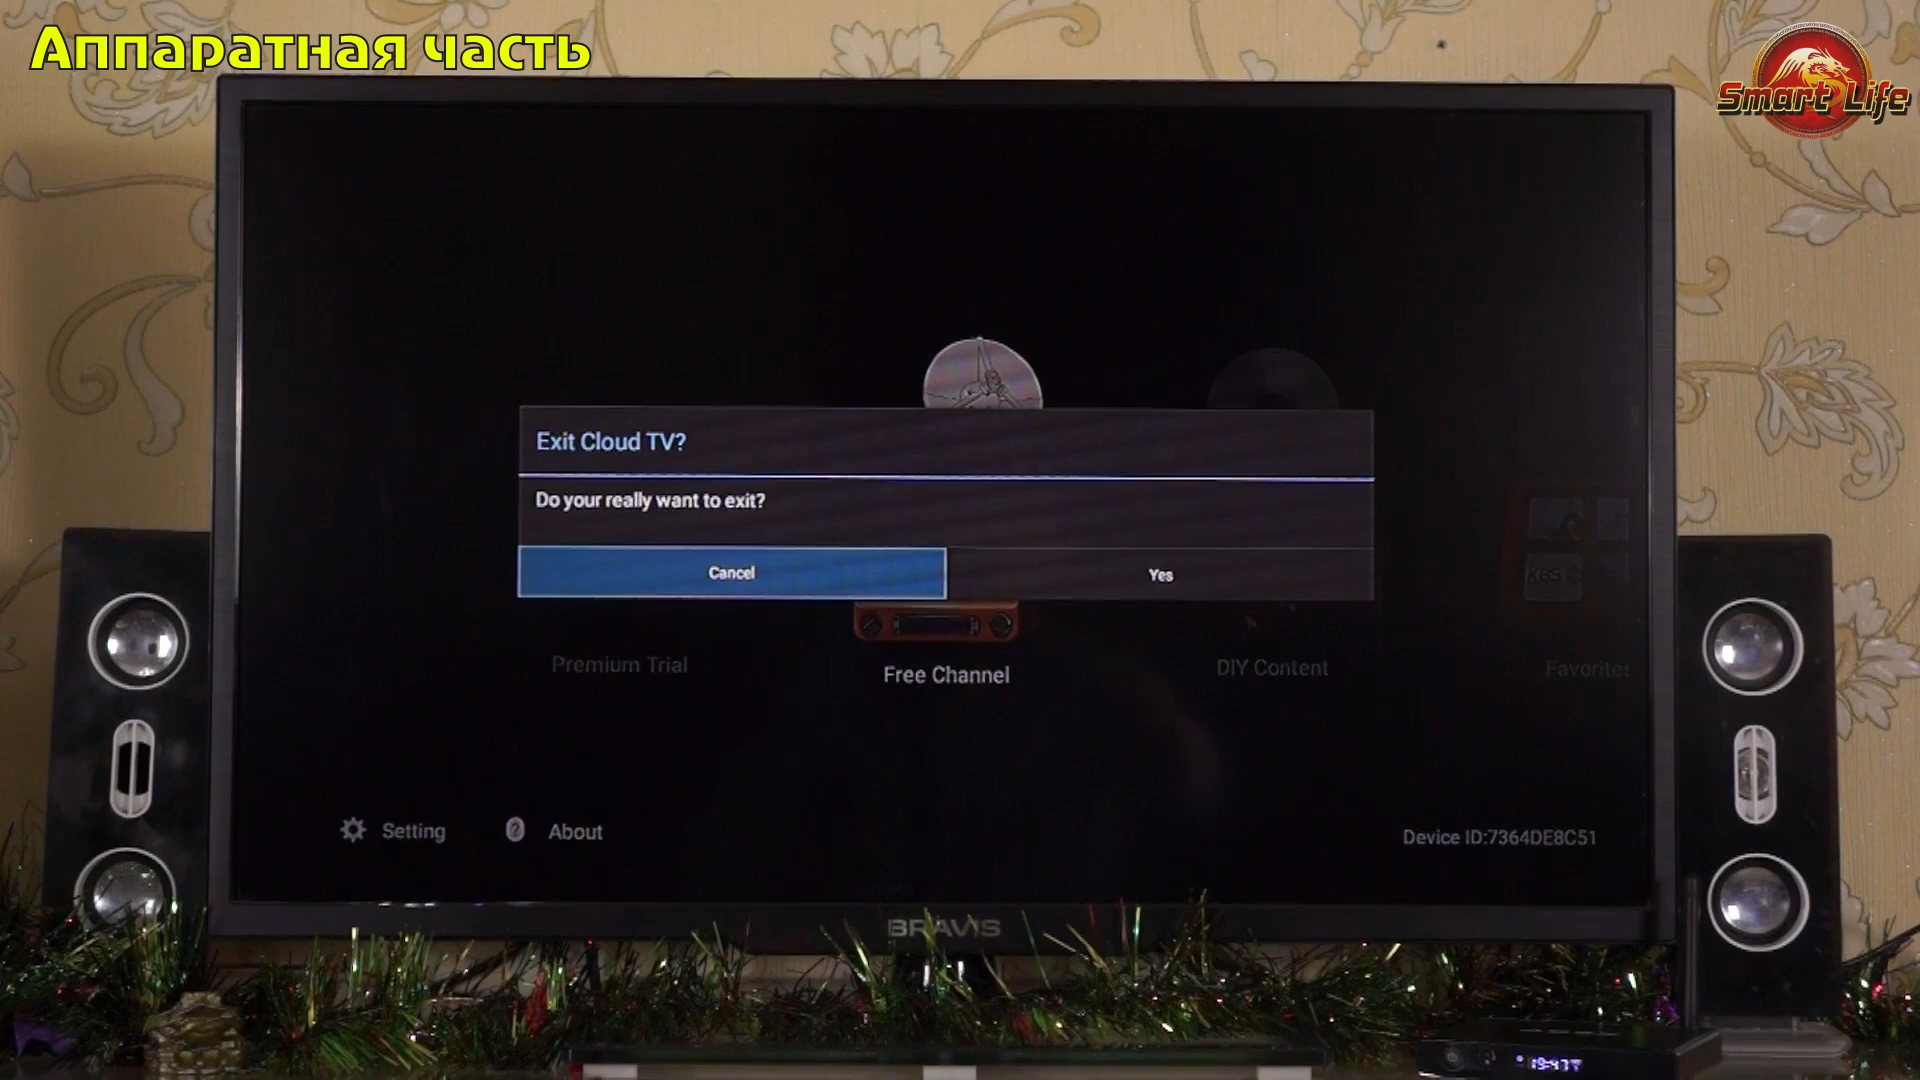 Аппаратная часть
Smart Life
Exit Cloud TV?
Do your really want to exit?
Cancel
Yes
KBS
Premium Trial
Free Channel
DIY Content
Favorites
Setting
About
Device ID:7364DE8C51
BRAVIS